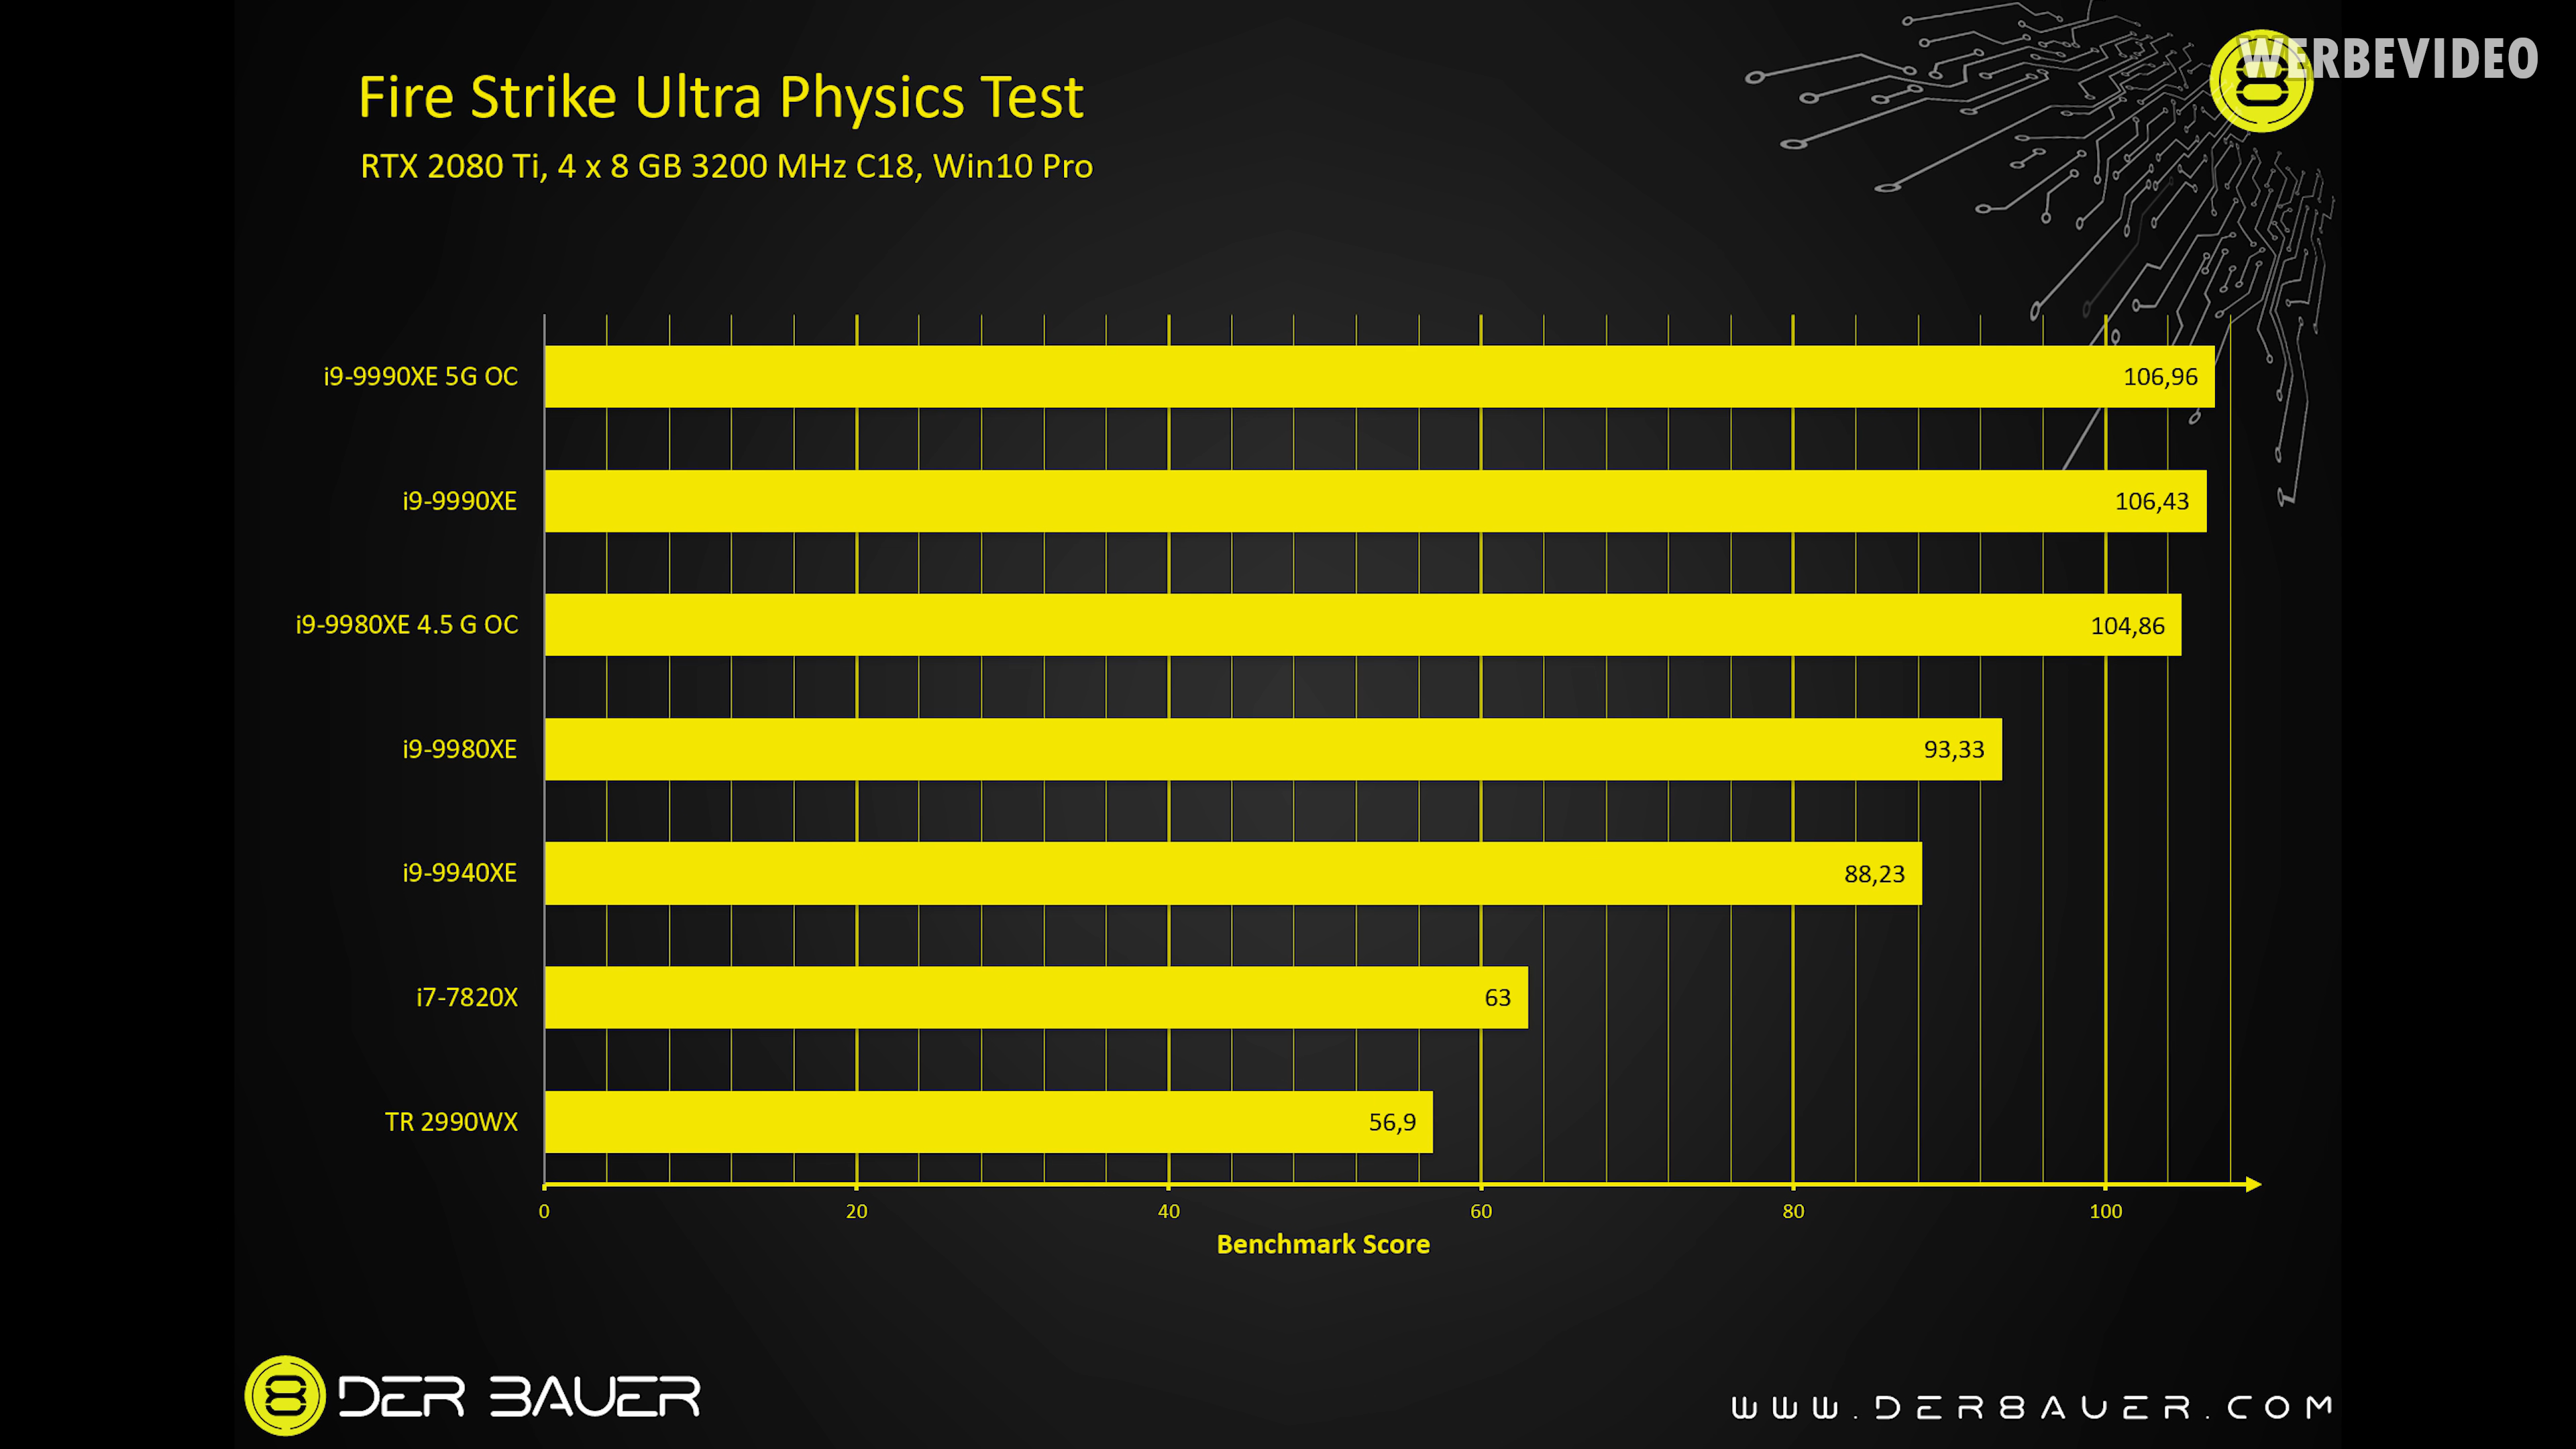 WERBEVIDEO
Fire Strike Ultra Physics Test
RTX 2080 Ti, 4 x 8 GB 3200 MHz C18, Win10 Pro
i9-9990XE 5G OC 106,96
i9-9990XE 106,43
i9-9980XE 4.5 G OC 104,86
i9-9980XE 93,33
i9-9940XE 88,23
i7-7820X 63
TR 2990WX 56,9
0 20 40 60 80 100
Benchmark Score
8 DER 8AUER
WWW.DER8AUER.COM